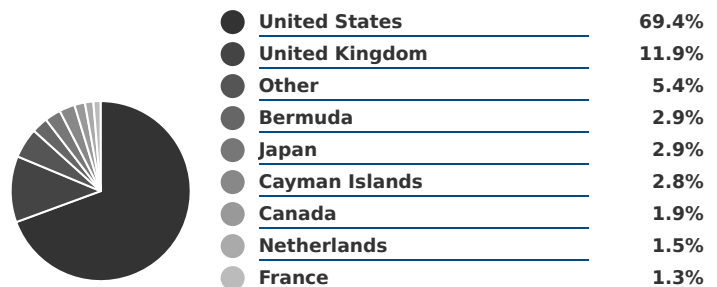 United States 69.4%
United Kingdom 11.9%
Other 5.4%
Bermuda 2.9%
Japan 2.9%
Cayman Islands 2.8%
Canada 1.9%
Netherlands 1.5%
France 1.3%